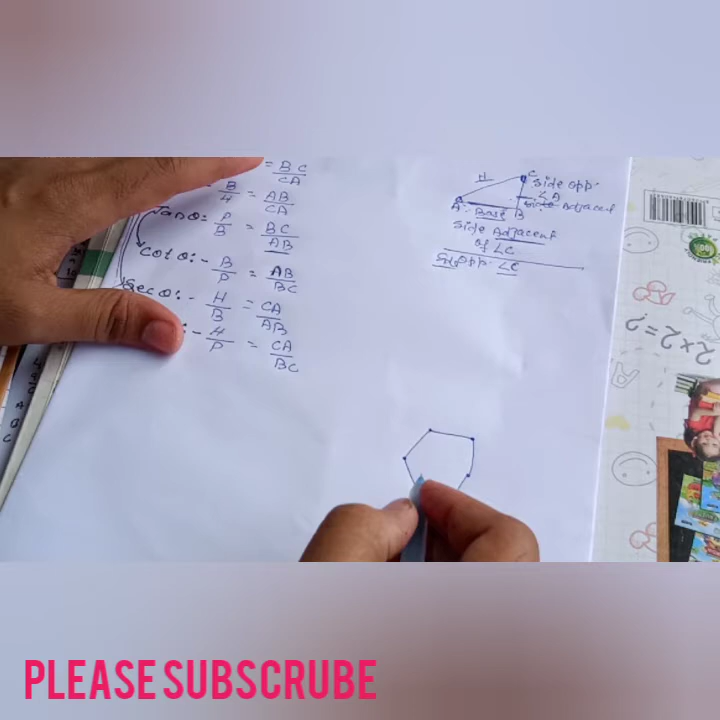 = BC
CA
B = AB
H CA
Tanθ:- P = BC
B AB
Cotθ:- B = AB
P BC
Secθ:- H = CA
B AB
:- H = CA
P BC
H
C
Side opp.
∠A
Side Adjacent
A
Base
B
Side Adjacent
of ∠C
opp. ∠C
2×2=?
PLEASE SUBSCRUBE